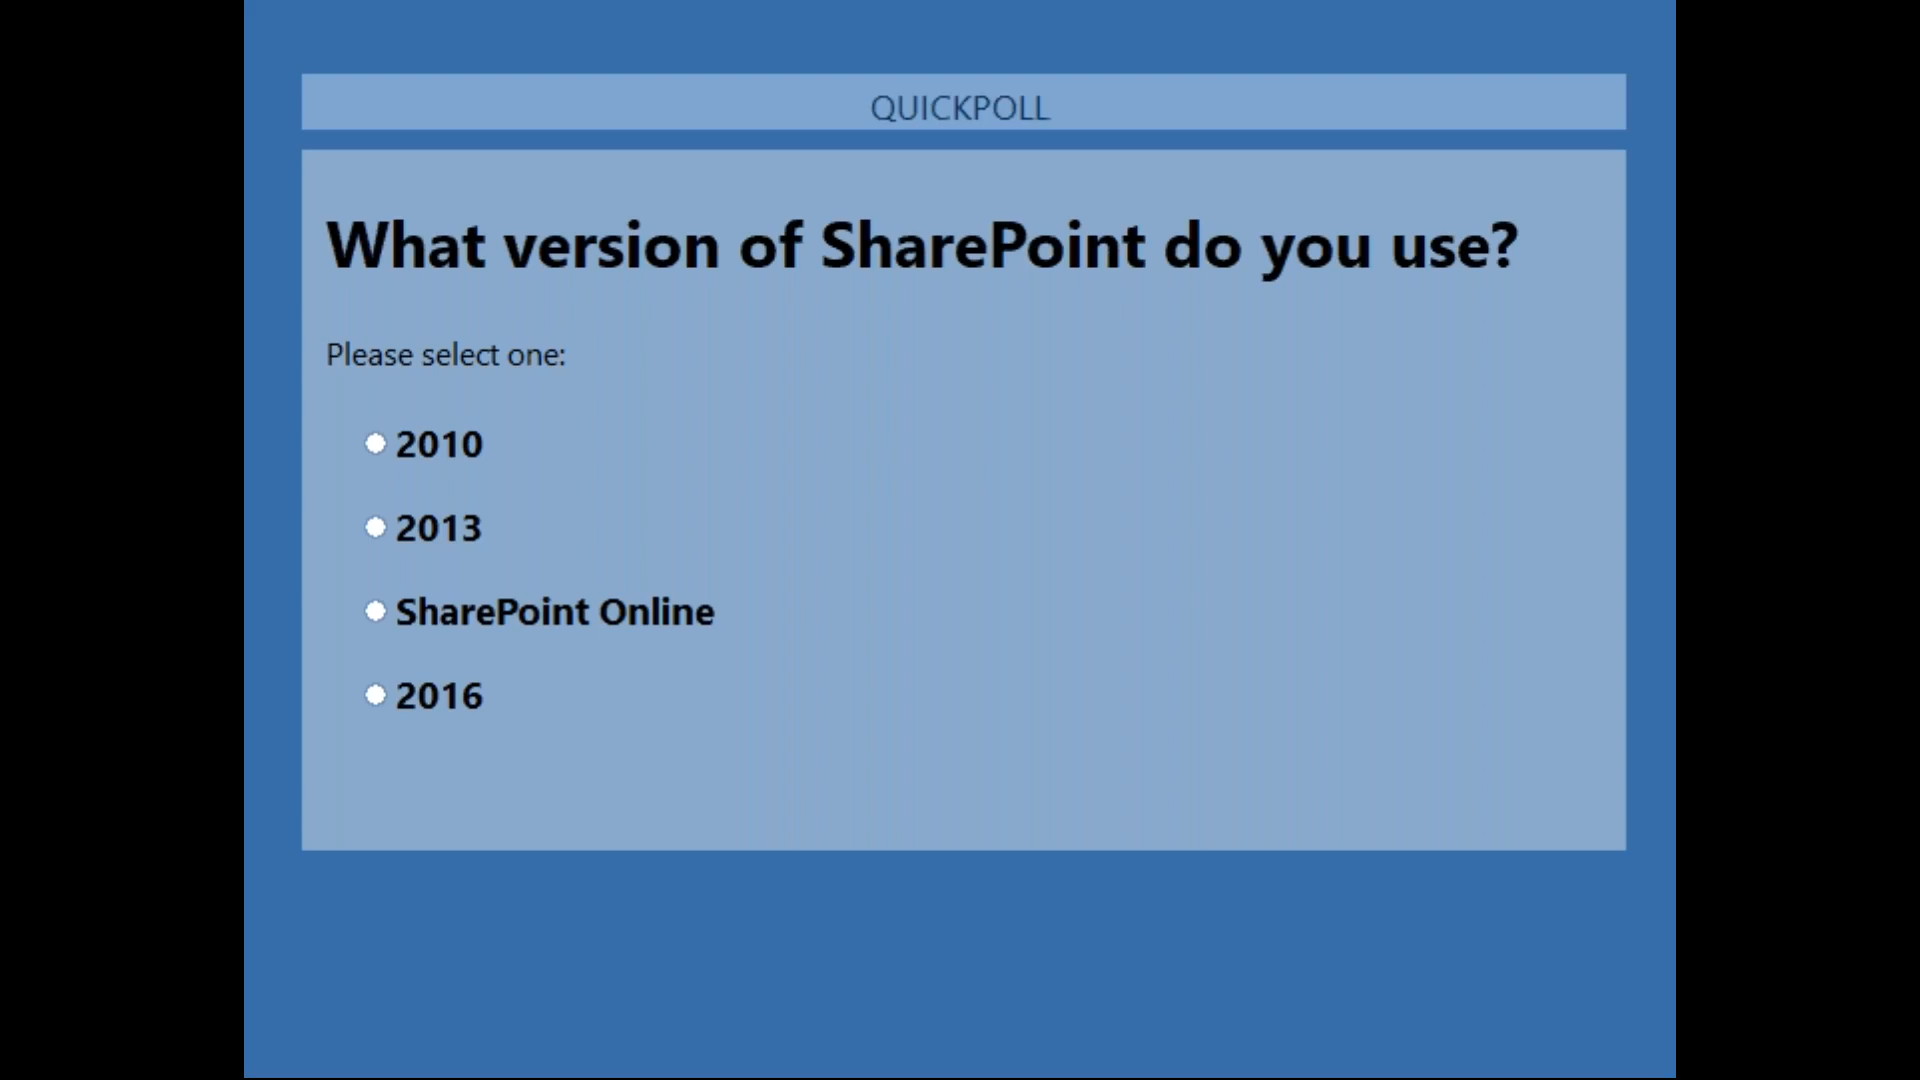 QUICKPOLL
What version of SharePoint do you use?
Please select one:
2010
2013
SharePoint Online
2016